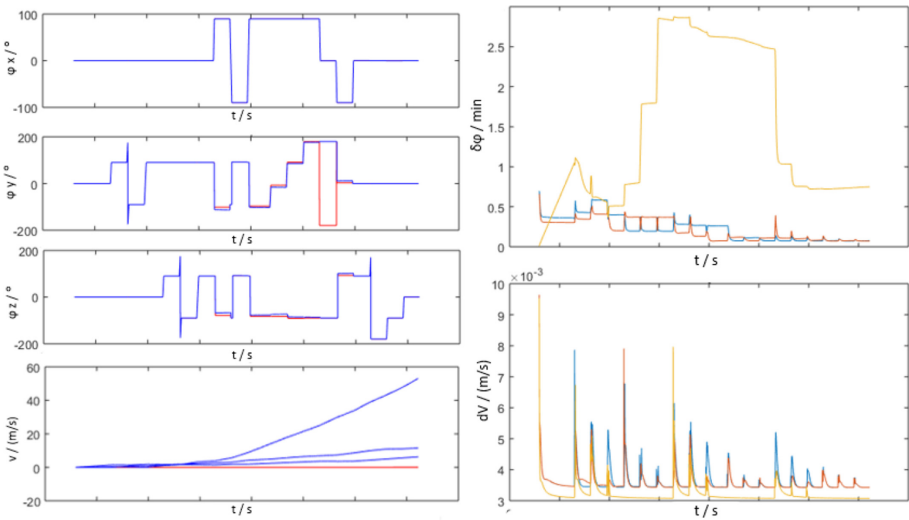 100
φ x / °
0
-100
t / s
200
φ y / °
0
-200
t / s
200
φ z / °
0
-200
t / s
60
40
v / (m/s)
20
0
-20
t / s
2.5
2
δφ / min
1.5
1
0.5
0
t / s
10 ×10⁻³
9
8
7
dV / (m/s)
6
5
4
3
t / s